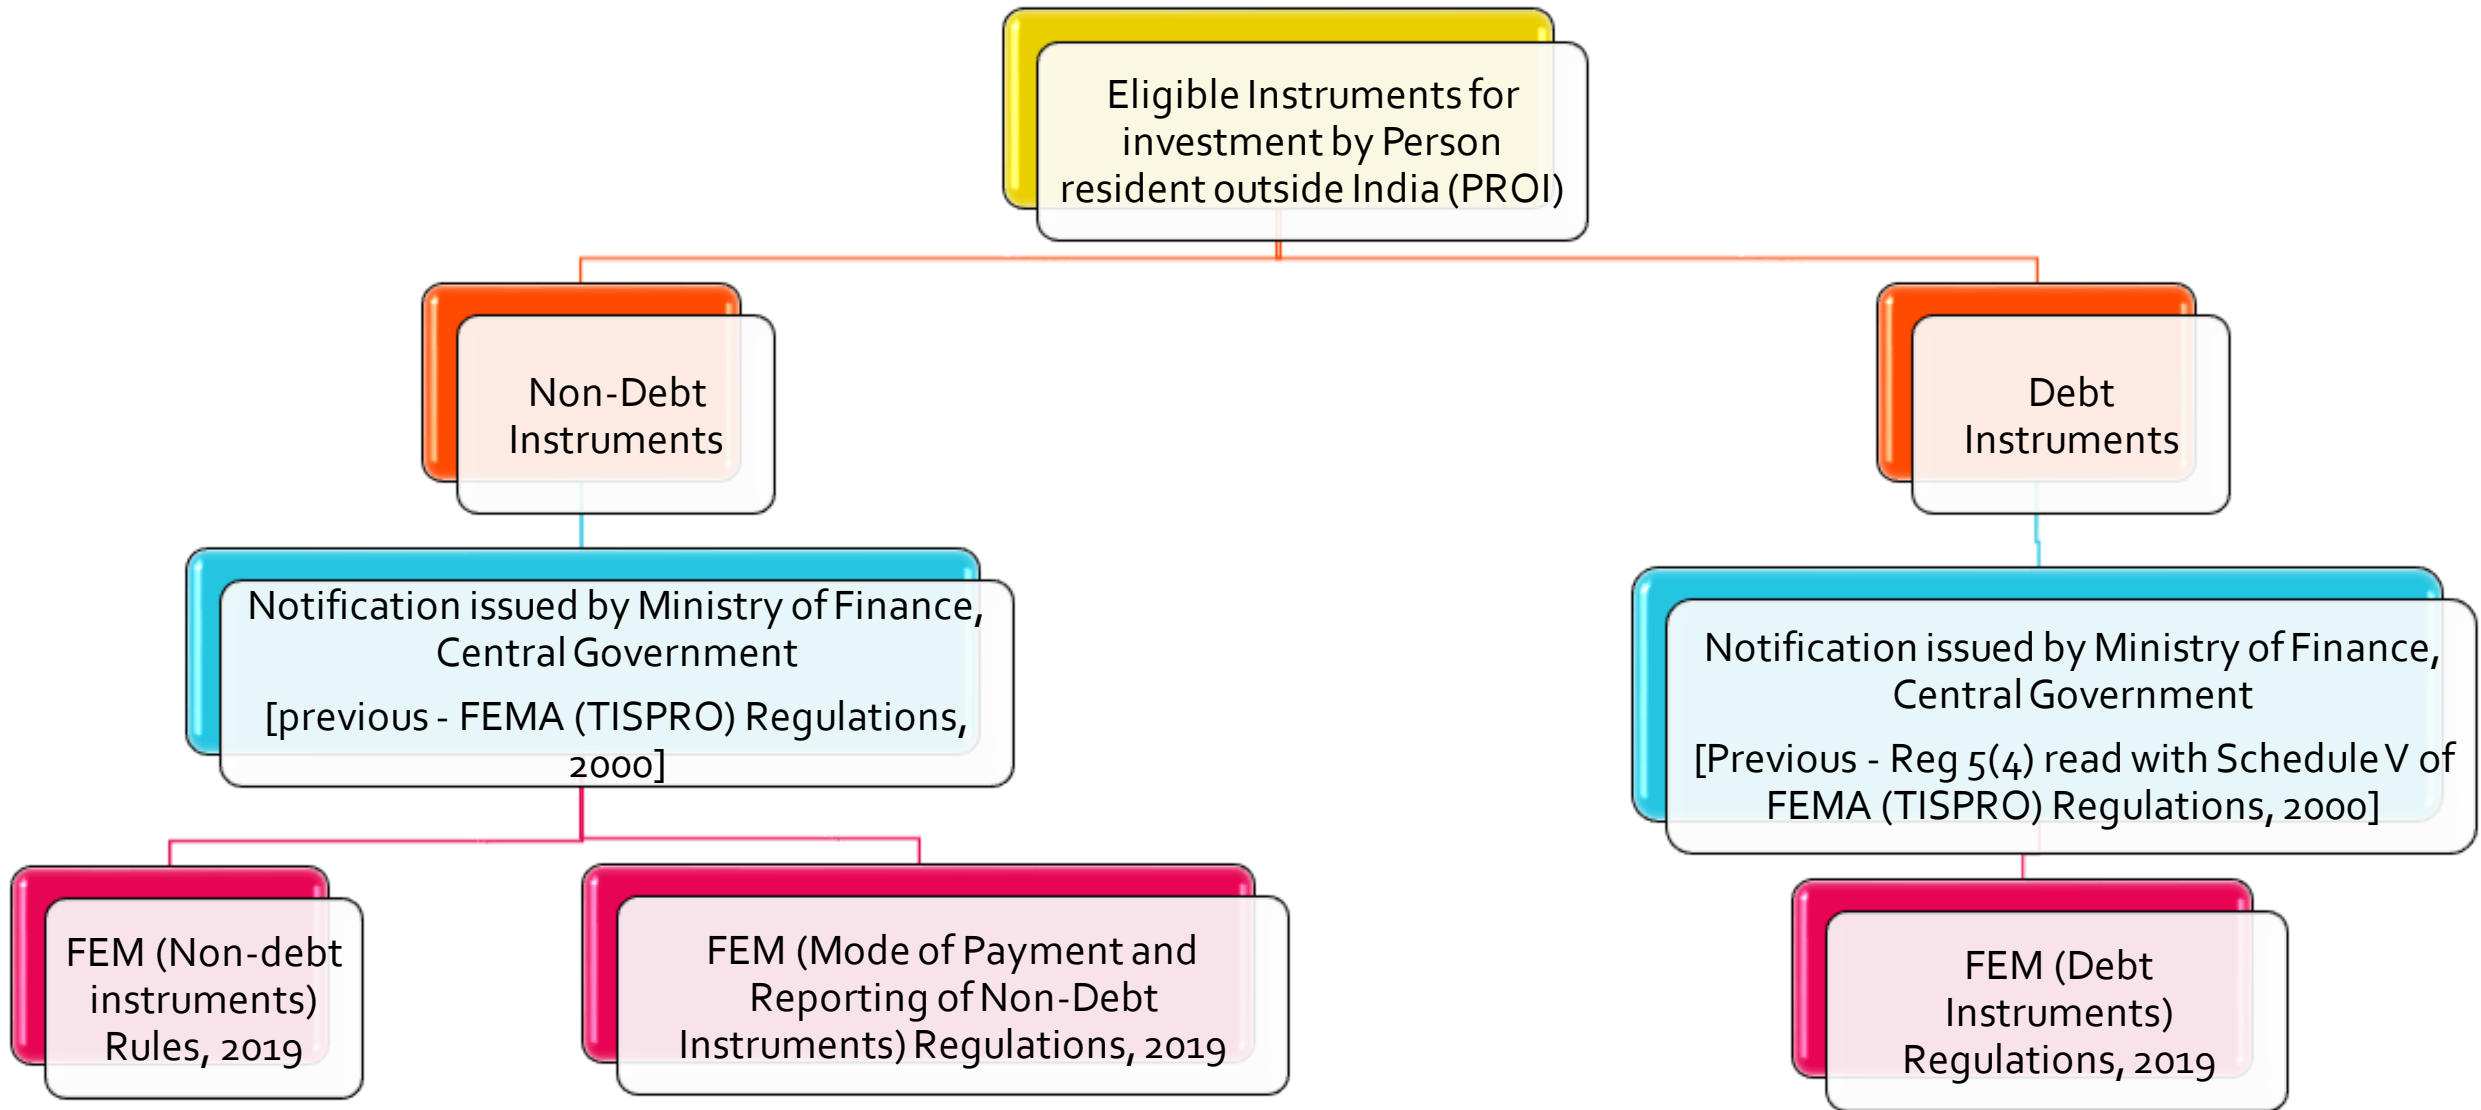 Eligible Instruments for
investment by Person
resident outside India (PROI)
Non-Debt
Instruments
Debt
Instruments
Notification issued by Ministry of Finance,
Central Government
[previous - FEMA (TISPRO) Regulations,
2000]
Notification issued by Ministry of Finance,
Central Government
[Previous - Reg 5(4) read with Schedule V of
FEMA (TISPRO) Regulations, 2000]
FEM (Non-debt
instruments)
Rules, 2019
FEM (Mode of Payment and
Reporting of Non-Debt
Instruments) Regulations, 2019
FEM (Debt
Instruments)
Regulations, 2019